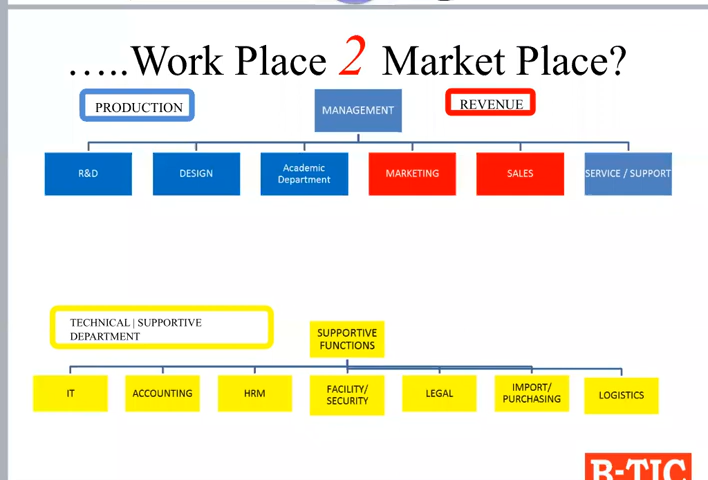 .....Work Place 2 Market Place?
PRODUCTION
MANAGEMENT
REVENUE
R&D
DESIGN
Academic
Department
MARKETING
SALES
SERVICE / SUPPORT
TECHNICAL | SUPPORTIVE
DEPARTMENT
SUPPORTIVE
FUNCTIONS
IT
ACCOUNTING
HRM
FACILITY/
SECURITY
LEGAL
IMPORT/
PURCHASING
LOGISTICS
B-TIC